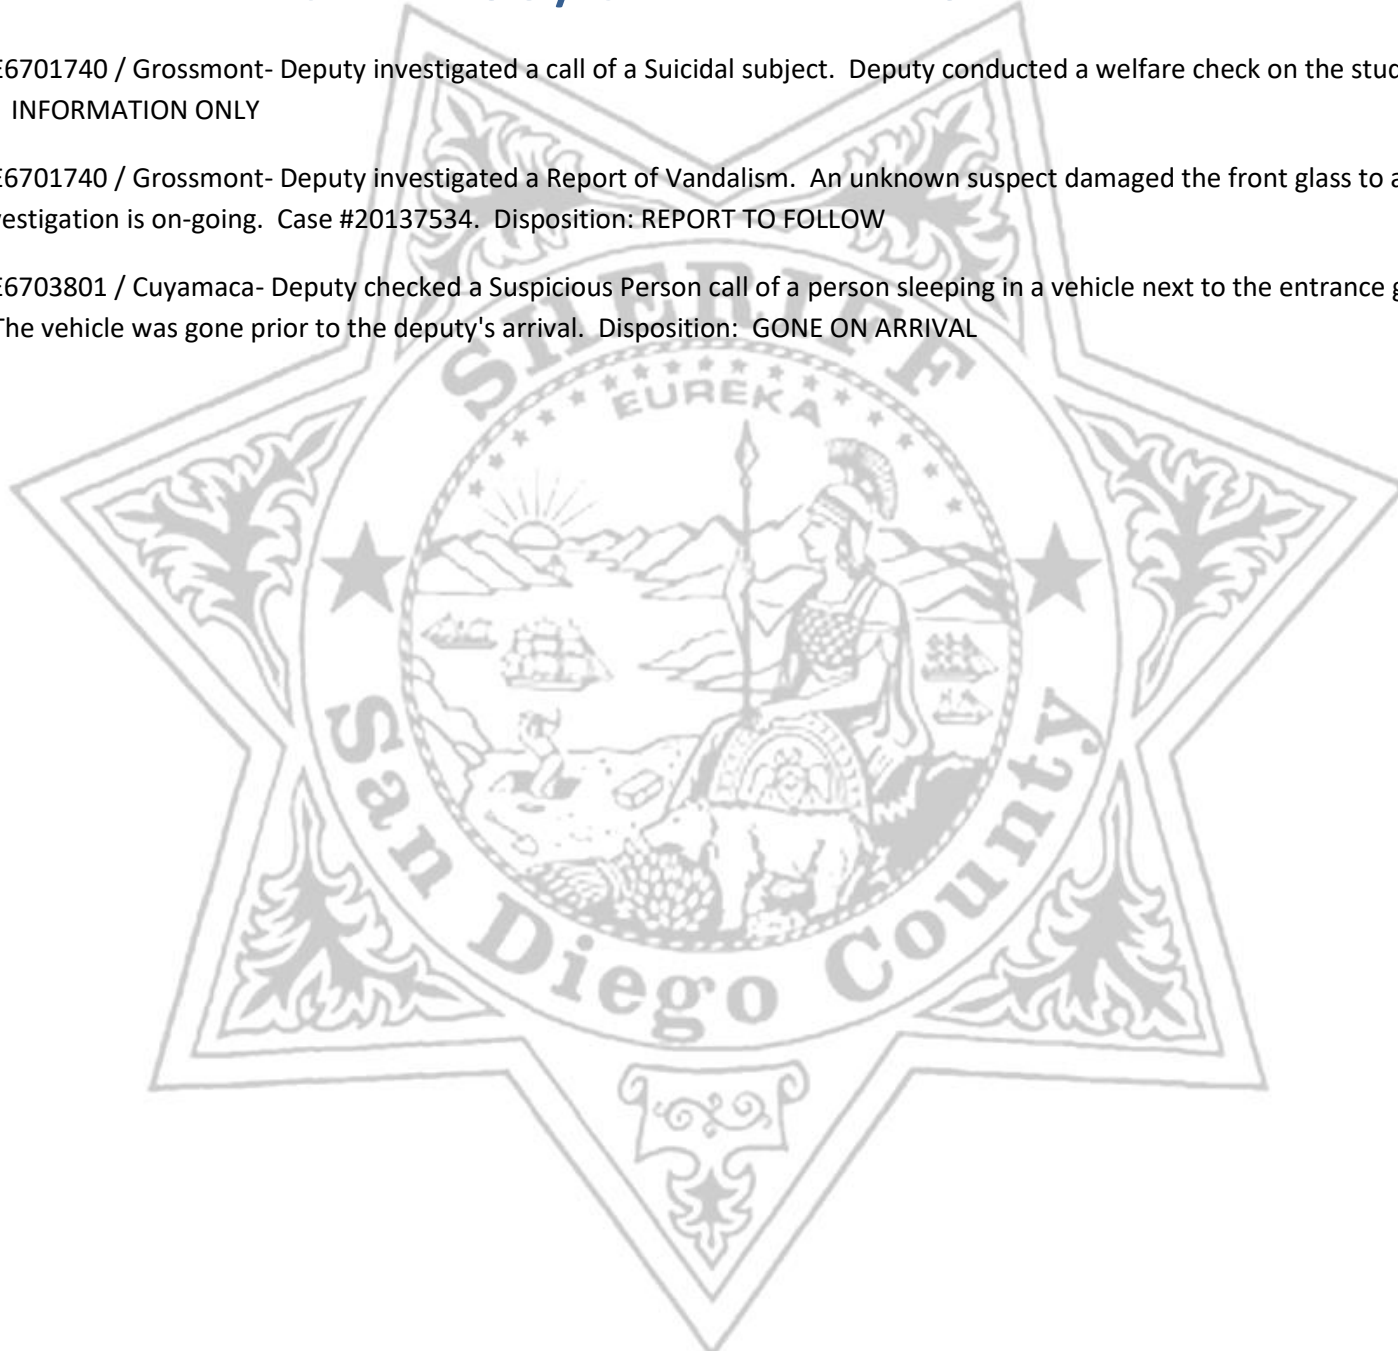 E6701740 / Grossmont- Deputy investigated a call of a Suicidal subject.  Deputy conducted a welfare check on the stud
INFORMATION ONLY
E6701740 / Grossmont- Deputy investigated a Report of Vandalism.  An unknown suspect damaged the front glass to a
vestigation is on-going.  Case #20137534.  Disposition: REPORT TO FOLLOW
E6703801 / Cuyamaca- Deputy checked a Suspicious Person call of a person sleeping in a vehicle next to the entrance g
The vehicle was gone prior to the deputy's arrival.  Disposition:  GONE ON ARRIVAL
SHERIFF
EUREKA
San Diego County